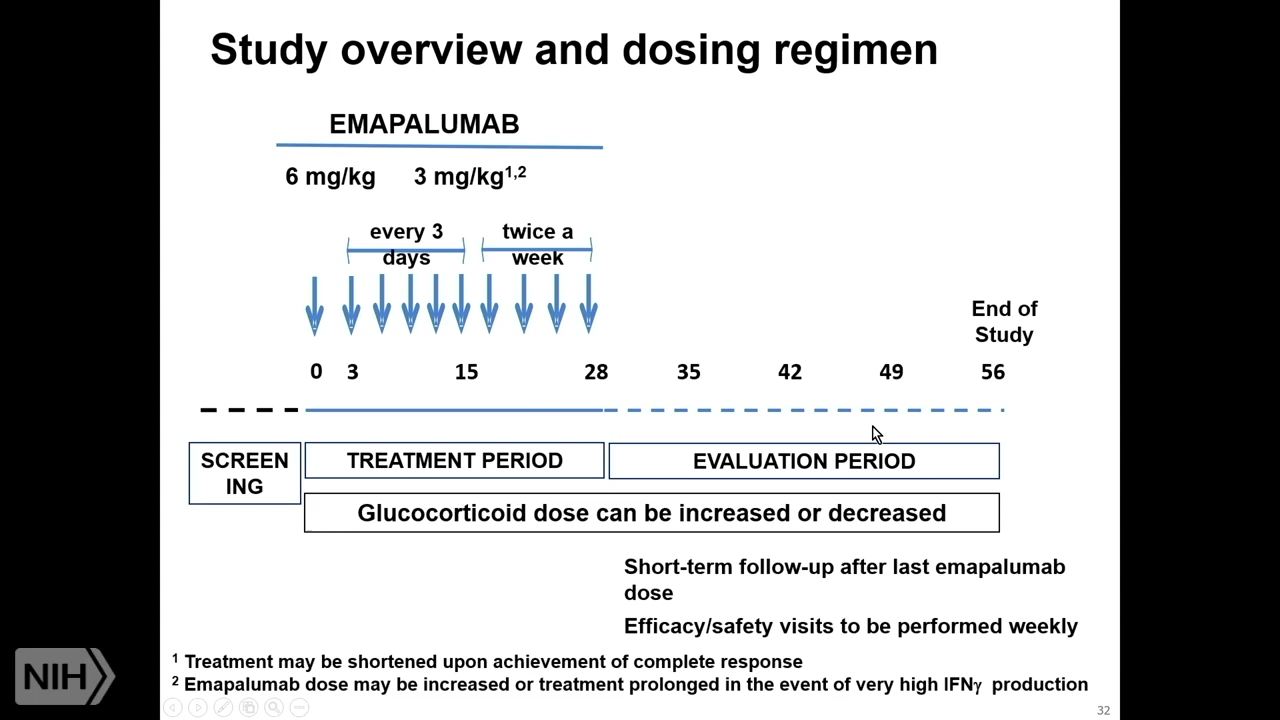 Study overview and dosing regimen
EMAPALUMAB
6 mg/kg 3 mg/kg¹,²
every 3 days
twice a week
End of
Study
0 3 15 28 35 42 49 56
SCREEN
ING
TREATMENT PERIOD
EVALUATION PERIOD
Glucocorticoid dose can be increased or decreased
Short-term follow-up after last emapalumab
dose
Efficacy/safety visits to be performed weekly
¹ Treatment may be shortened upon achievement of complete response
² Emapalumab dose may be increased or treatment prolonged in the event of very high IFNγ production
NIH
32